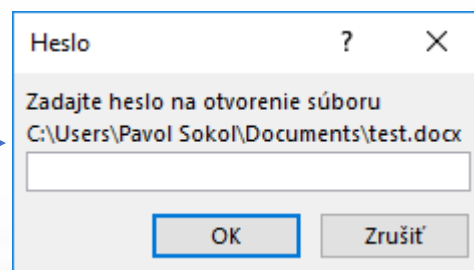 Heslo ?
Zadajte heslo na otvorenie súboru
C:\Users\Pavol Sokol\Documents\test.docx
OK Zrušiť